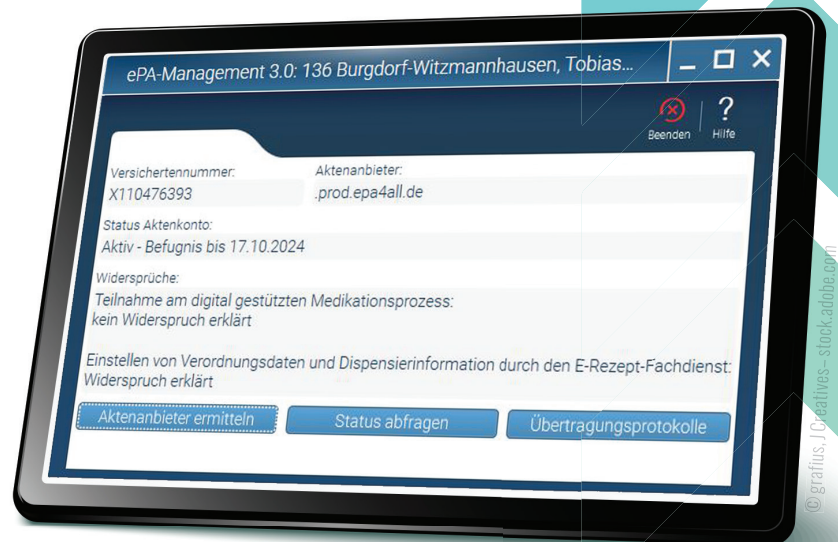 ePA-Management 3.0: 136 Burgdorf-Witzmannhausen, Tobias...
Beenden
?
Hilfe
Versichertennummer:
X110476393
Aktenanbieter:
.prod.epa4all.de
Status Aktenkonto:
Aktiv - Befugnis bis 17.10.2024
Widersprüche:
Teilnahme am digital gestützten Medikationsprozess:
kein Widerspruch erklärt
Einstellen von Verordnungsdaten und Dispensierinformation durch den E-Rezept-Fachdienst:
Widerspruch erklärt
Aktenanbieter ermitteln
Status abfragen
Übertragungsprotokolle
© grafius, J Creatives – stock.adobe.com